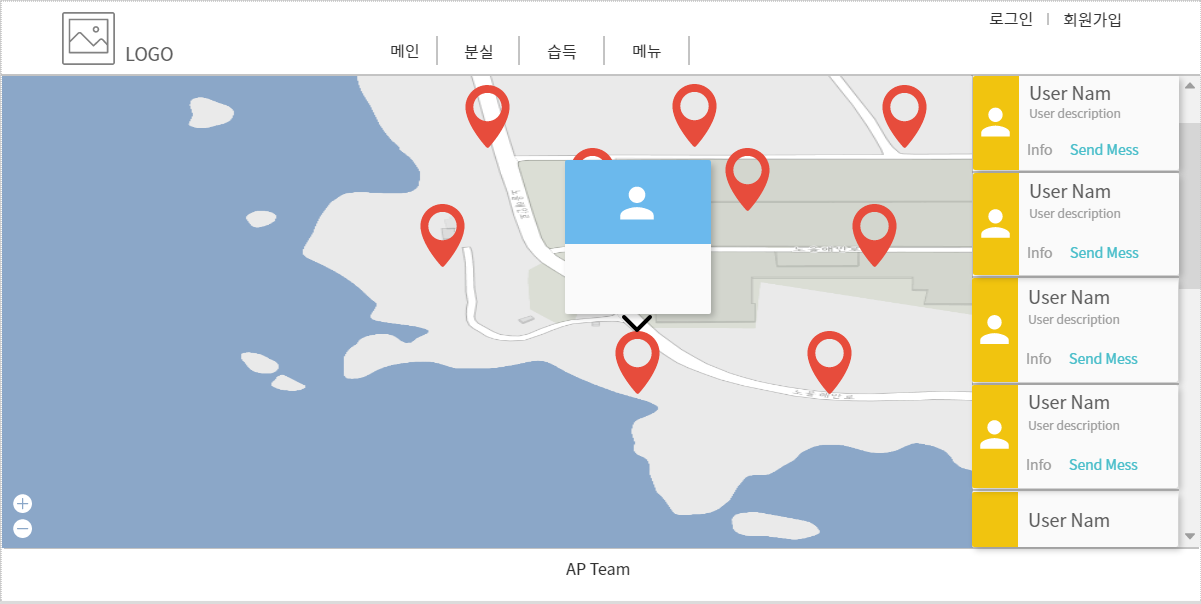 로그인 | 회원가입
LOGO
메인 분실 습득 메뉴
User Nam
User description
Info Send Mess
User Nam
User description
Info Send Mess
User Nam
User description
Info Send Mess
User Nam
User description
Info Send Mess
User Nam
AP Team